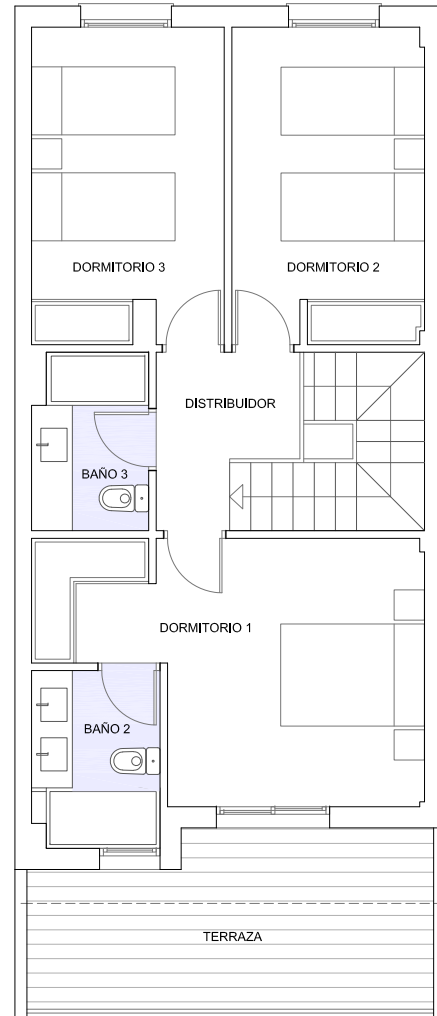 DORMITORIO 3
DORMITORIO 2
DISTRIBUIDOR
BAÑO 3
DORMITORIO 1
BAÑO 2
TERRAZA